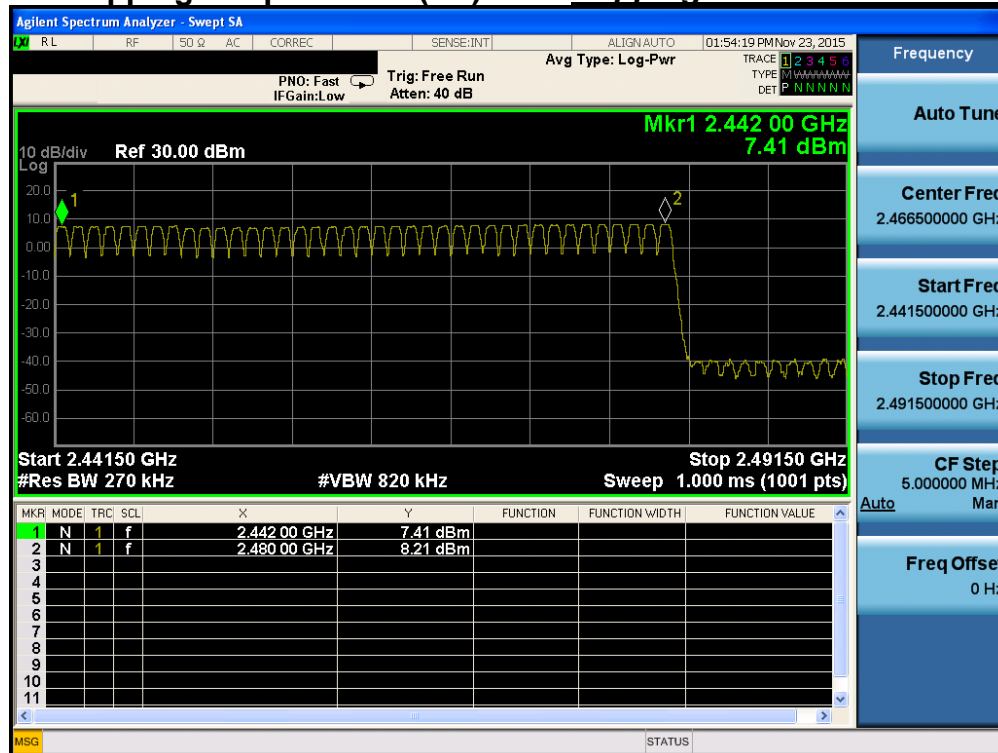 Agilent Spectrum Analyzer - Swept SA
LXI RL RF 50 Ω AC CORREC SENSE:INT ALIGN AUTO 01:54:19 PM Nov 23, 2015
Avg Type: Log-Pwr TRACE 1 2 3 4 5 6
PNO: Fast Trig: Free Run TYPE M
IFGain:Low Atten: 40 dB DET P N N N N N
Frequency
Mkr1 2.442 00 GHz
10 dB/div Ref 30.00 dBm 7.41 dBm
Log
20.0
10.0
0.00
-10.0
-20.0
-30.0
-40.0
-50.0
-60.0
1
2
Start 2.44150 GHz Stop 2.49150 GHz
#Res BW 270 kHz #VBW 820 kHz Sweep 1.000 ms (1001 pts)
MKR MODE TRC SCL X Y FUNCTION FUNCTION WIDTH FUNCTION VALUE
1 N 1 f 2.442 00 GHz 7.41 dBm
2 N 1 f 2.480 00 GHz 8.21 dBm
3
4
5
6
7
8
9
10
11
Auto Tune
Center Freq
2.466500000 GHz
Start Freq
2.441500000 GHz
Stop Freq
2.491500000 GHz
CF Step
5.000000 MHz
Auto Man
Freq Offset
0 Hz
MSG STATUS